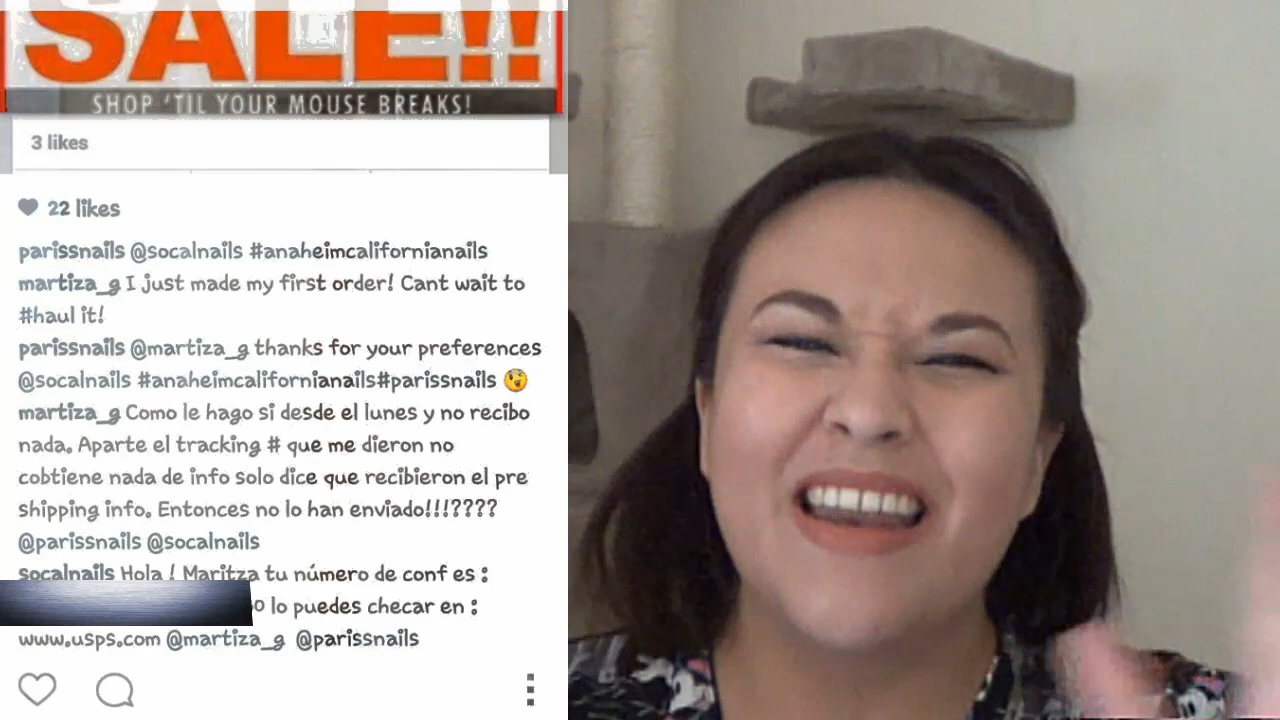 SALE!!
SHOP ‘TIL YOUR MOUSE BREAKS!
3 likes
22 likes
parissnails @socalnails #anaheimcalifornianails
martiza_g I just made my first order! Cant wait to
#haul it!
parissnails @martiza_g thanks for your preferences
@socalnails #anaheimcalifornianails#parissnails 😲
martiza_g Como le hago si desde el lunes y no recibo
nada. Aparte el tracking # que me dieron no
cobtiene nada de info solo dice que recibieron el pre
shipping info. Entonces no lo han enviado!!!????
@parissnails @socalnails
socalnails Hola ! Maritza tu número de conf es :
lo puedes checar en :
www.usps.com @martiza_g @parissnails